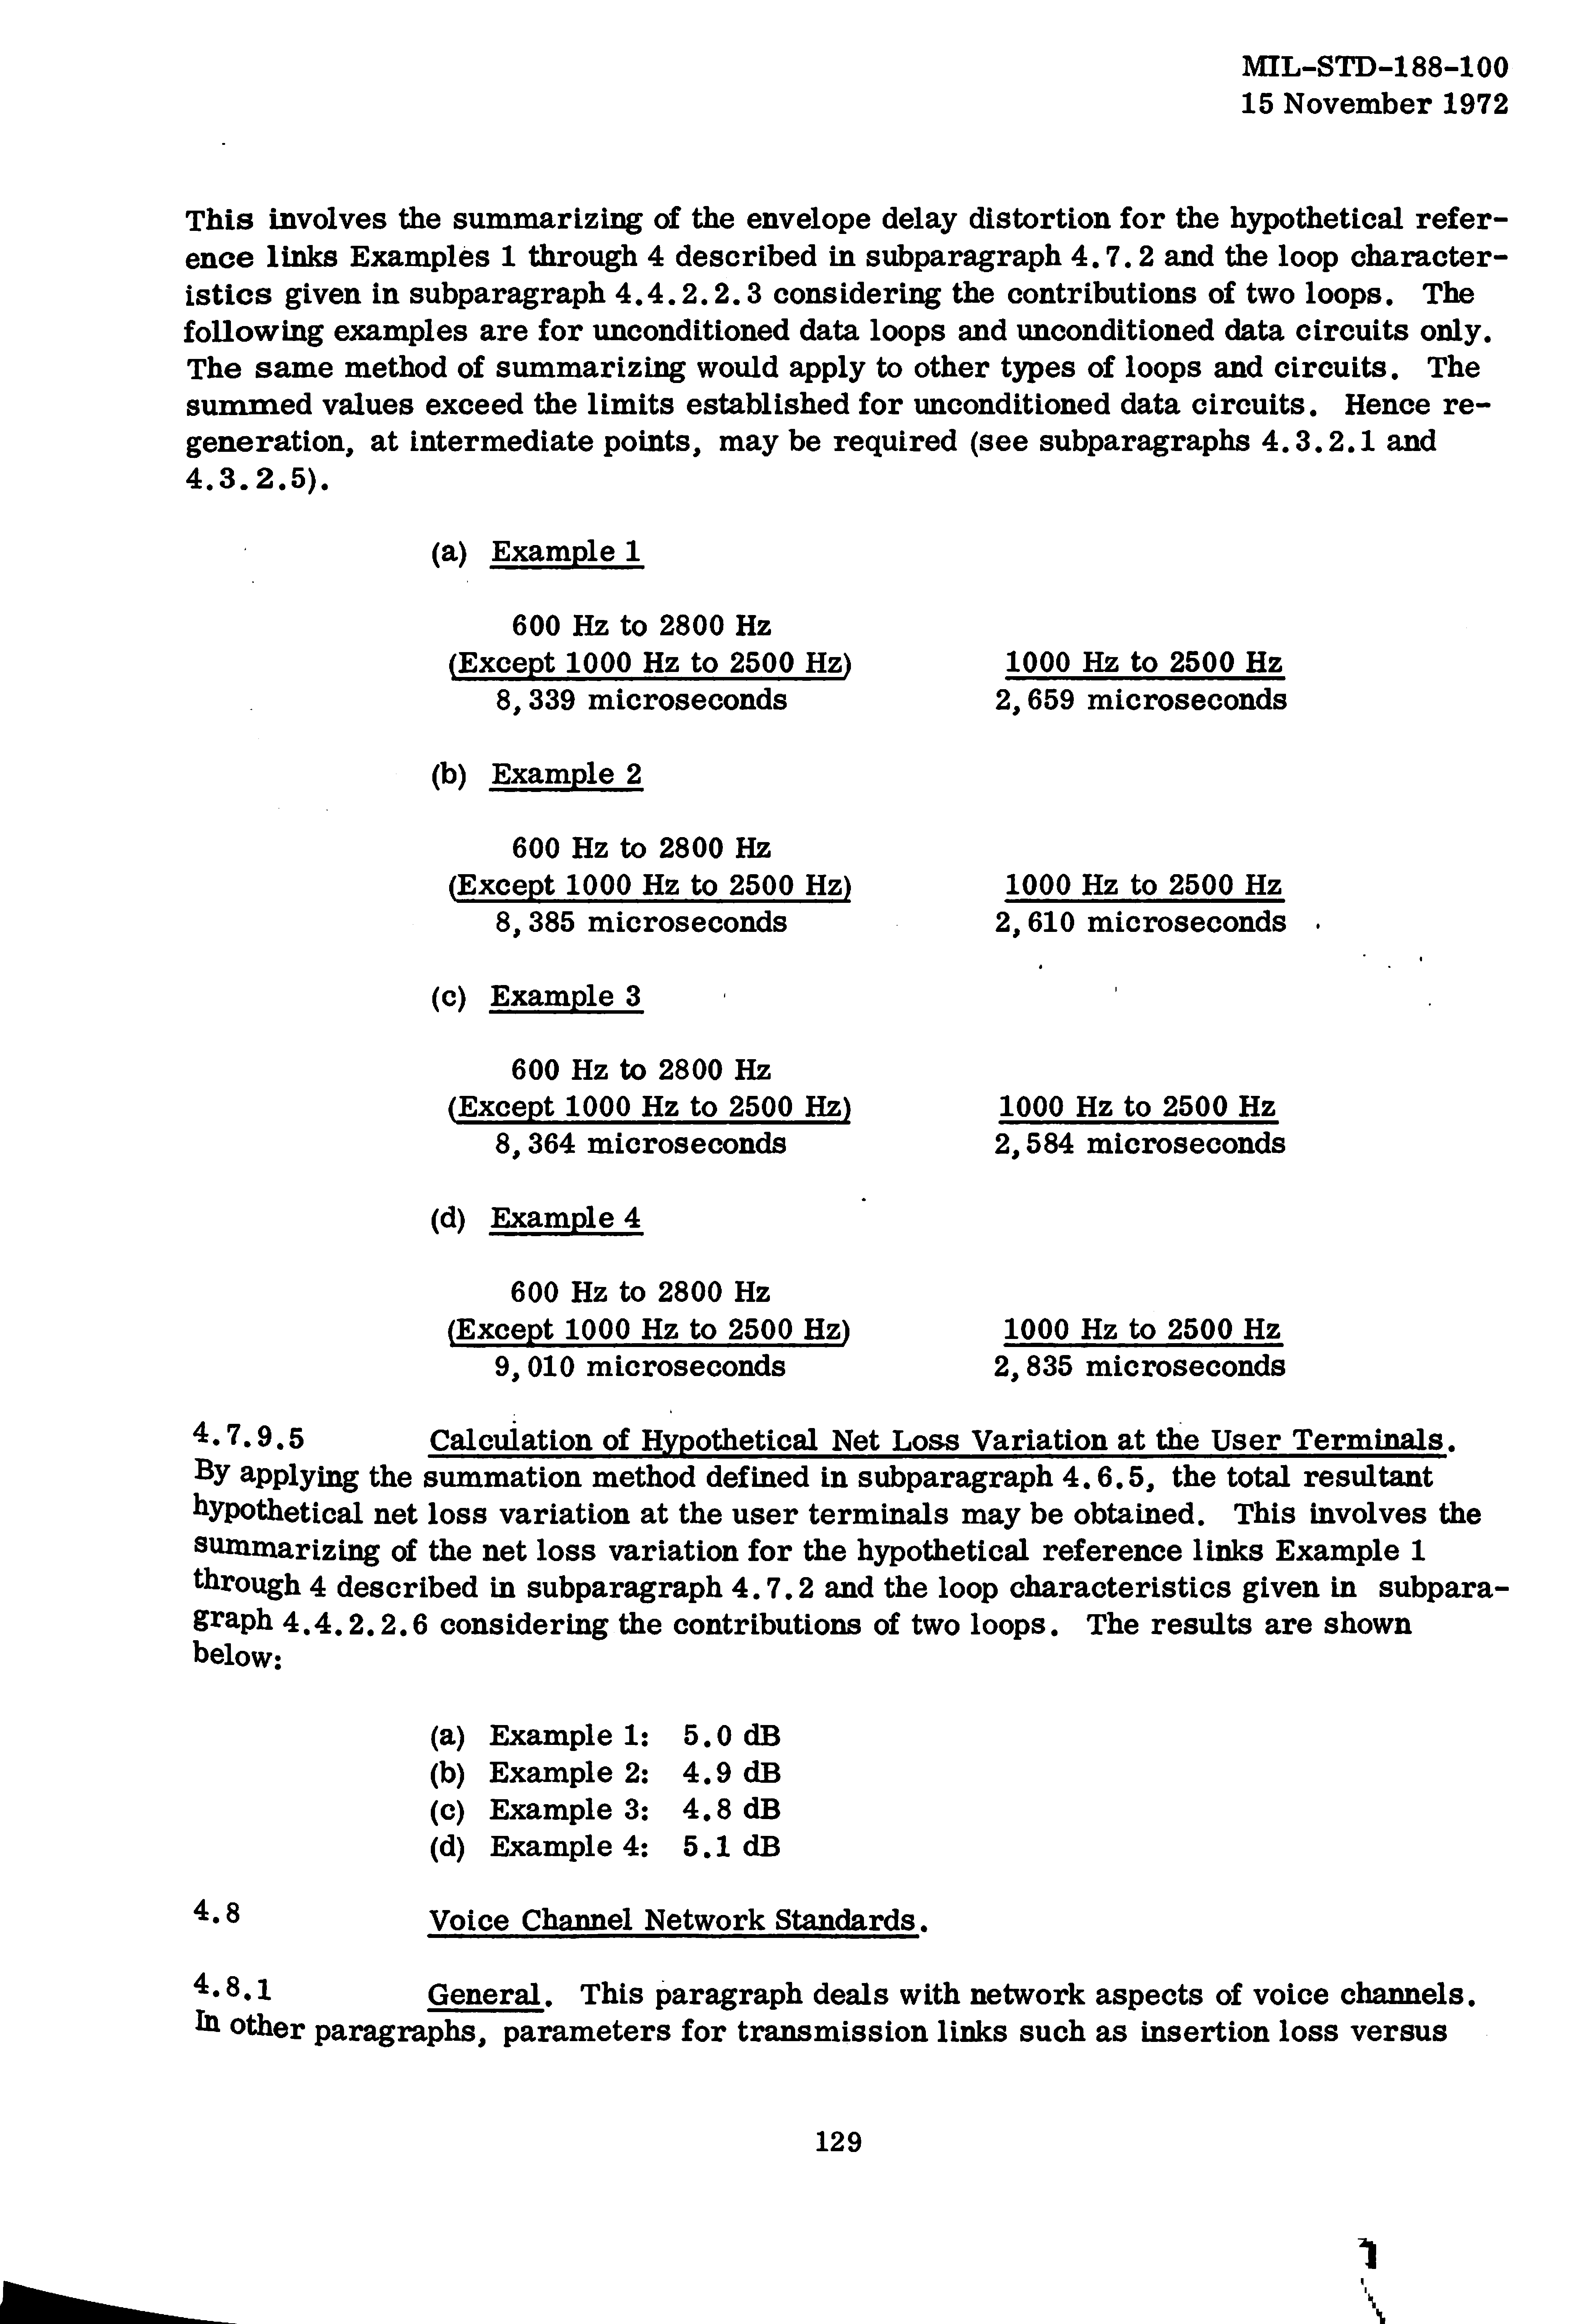 MIL-STD-188-100
15 November 1972
This involves the summarizing of the envelope delay distortion for the hypothetical refer-
ence links Examples 1 through 4 described in subparagraph 4.7.2 and the loop character-
istics given in subparagraph 4.4.2.2.3 considering the contributions of two loops. The
following examples are for unconditioned data loops and unconditioned data circuits only.
The same method of summarizing would apply to other types of loops and circuits. The
summed values exceed the limits established for unconditioned data circuits. Hence re-
generation, at intermediate points, may be required (see subparagraphs 4.3.2.1 and
4.3.2.5).
(a) Example 1
600 Hz to 2800 Hz
(Except 1000 Hz to 2500 Hz) 1000 Hz to 2500 Hz
8,339 microseconds 2,659 microseconds
(b) Example 2
600 Hz to 2800 Hz
(Except 1000 Hz to 2500 Hz) 1000 Hz to 2500 Hz
8,385 microseconds 2,610 microseconds
(c) Example 3
600 Hz to 2800 Hz
(Except 1000 Hz to 2500 Hz) 1000 Hz to 2500 Hz
8,364 microseconds 2,584 microseconds
(d) Example 4
600 Hz to 2800 Hz
(Except 1000 Hz to 2500 Hz) 1000 Hz to 2500 Hz
9,010 microseconds 2,835 microseconds
4.7.9.5 Calculation of Hypothetical Net Loss Variation at the User Terminals.
By applying the summation method defined in subparagraph 4.6.5, the total resultant
hypothetical net loss variation at the user terminals may be obtained. This involves the
summarizing of the net loss variation for the hypothetical reference links Example 1
through 4 described in subparagraph 4.7.2 and the loop characteristics given in subpara-
graph 4.4.2.2.6 considering the contributions of two loops. The results are shown
below:
(a) Example 1: 5.0 dB
(b) Example 2: 4.9 dB
(c) Example 3: 4.8 dB
(d) Example 4: 5.1 dB
4.8 Voice Channel Network Standards.
4.8.1 General. This paragraph deals with network aspects of voice channels.
In other paragraphs, parameters for transmission links such as insertion loss versus
129